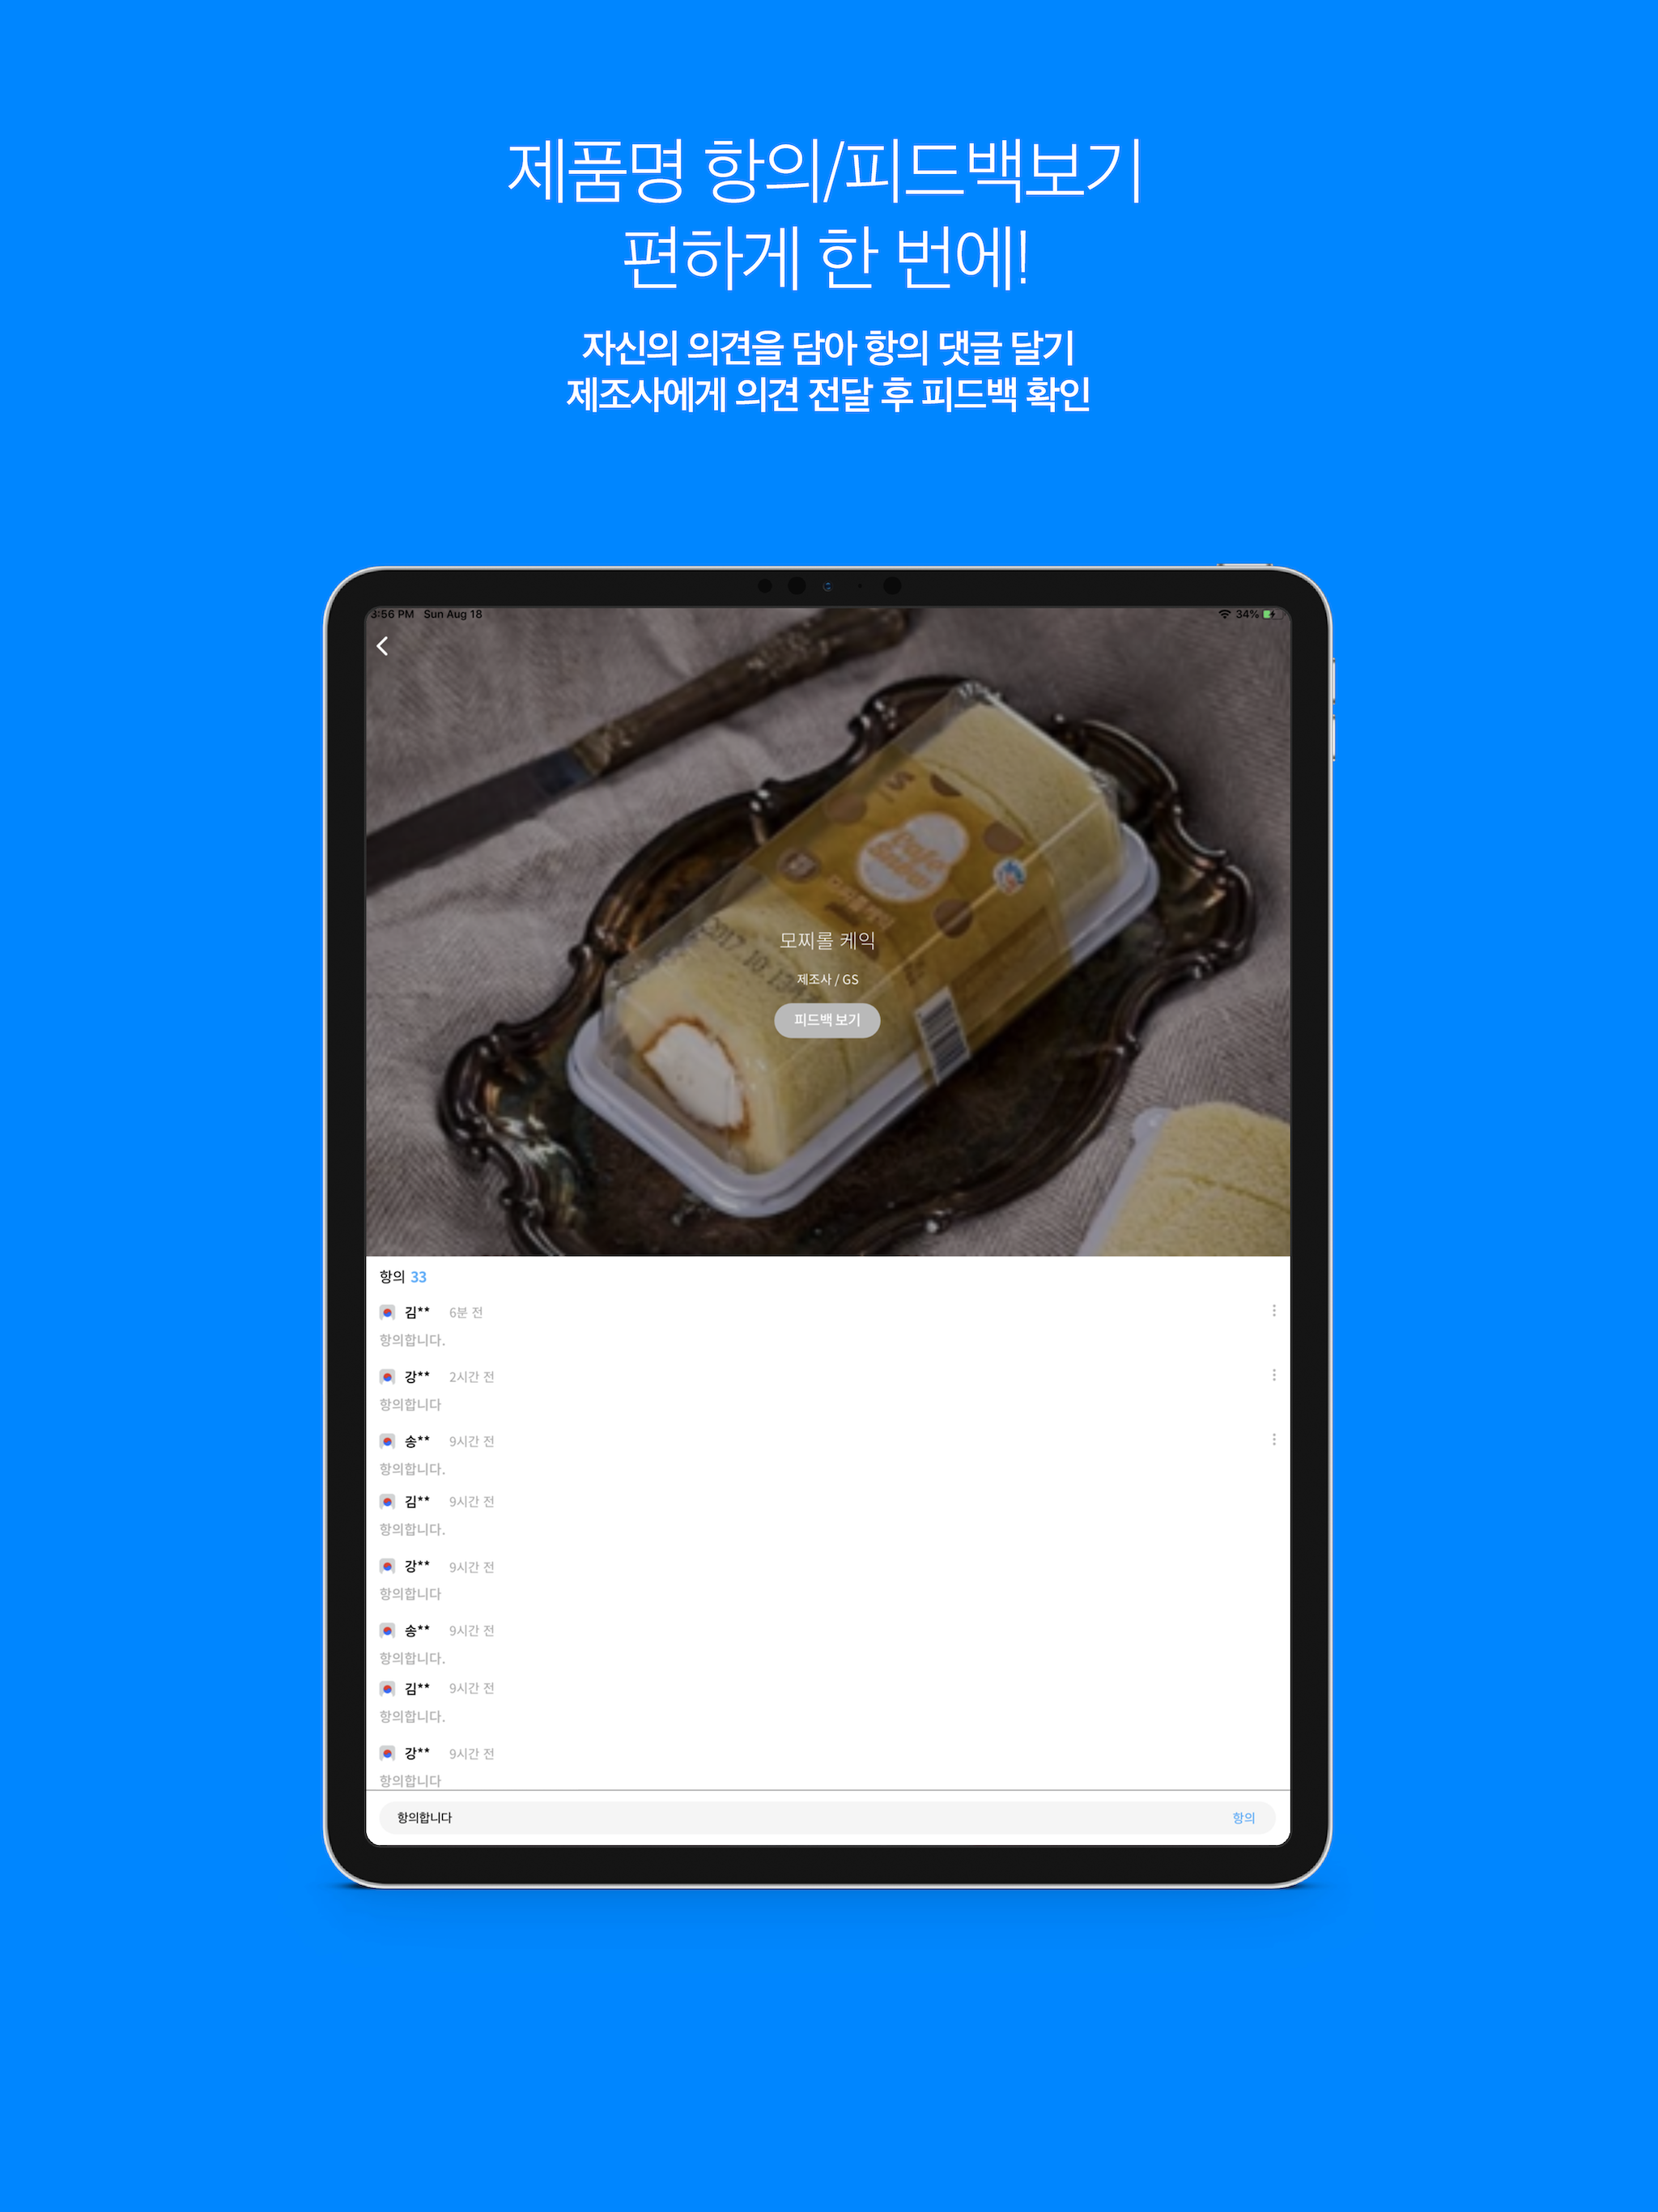 제품명 항의/피드백보기
편하게 한 번에!
자신의 의견을 담아 항의 댓글 달기
제조사에게 의견 전달 후 피드백 확인
3:56 PM Sun Aug 18
34%
모찌롤 케익
제조사 / GS
피드백 보기
항의 33
김** 6분 전
항의합니다.
강** 2시간 전
항의합니다
송** 9시간 전
항의합니다.
김** 9시간 전
항의합니다.
강** 9시간 전
항의합니다
송** 9시간 전
항의합니다.
김** 9시간 전
항의합니다.
강** 9시간 전
항의합니다
항의합니다 항의